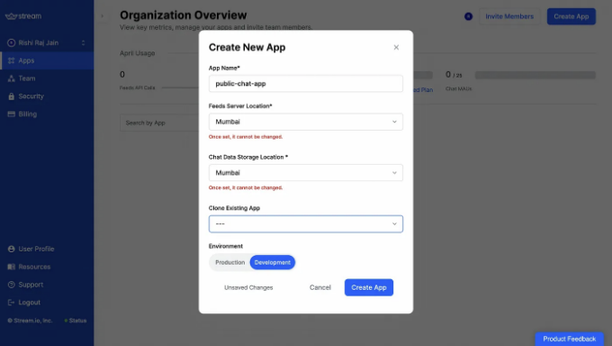 stream
Organization Overview
View key metrics, manage your apps and invite team members.
Invite Members
Create App
Rishi Raj Jain
Apps
Team
Security
Billing
April Usage
0
Feeds API Data
0 / 25
Chat MAUs
Plan
Search by App
Create New App
App Name*
public-chat-app
Feeds Server Location*
Mumbai
Once set, it cannot be changed.
Chat Data Storage Location *
Mumbai
Once set, it cannot be changed.
Clone Existing App
----
Environment
Production
Development
Unsaved Changes
Cancel
Create App
User Profile
Resources
Support
Logout
© Stream.io, Inc.
Status
Product Feedback